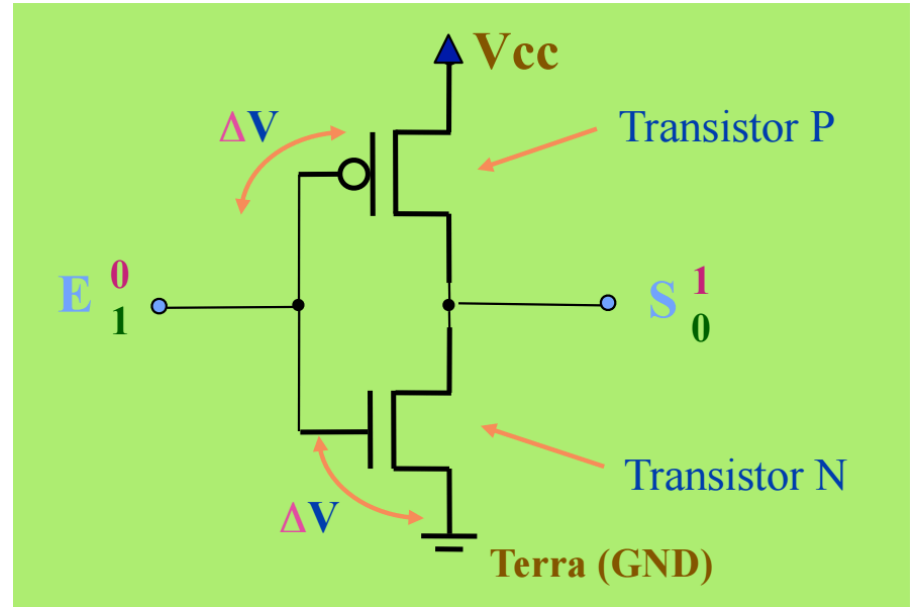 Vcc
ΔV
Transistor P
E 0 1
S 1 0
Transistor N
ΔV
Terra (GND)